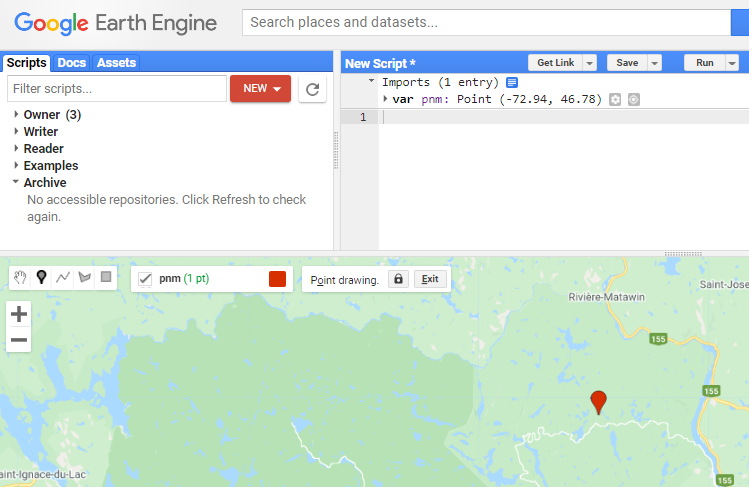 Google Earth Engine
Search places and datasets...
Scripts Docs Assets
Filter scripts...
NEW
Owner (3)
Writer
Reader
Examples
Archive
No accessible repositories. Click Refresh to check
again.
New Script *
Get Link
Save
Run
Imports (1 entry)
var pnm: Point (-72.94, 46.78)
1
pnm (1 pt)
Point drawing.
Exit
Rivière-Matawin
Saint-Jose
155
155
155
aint-Ignace-du-Lac